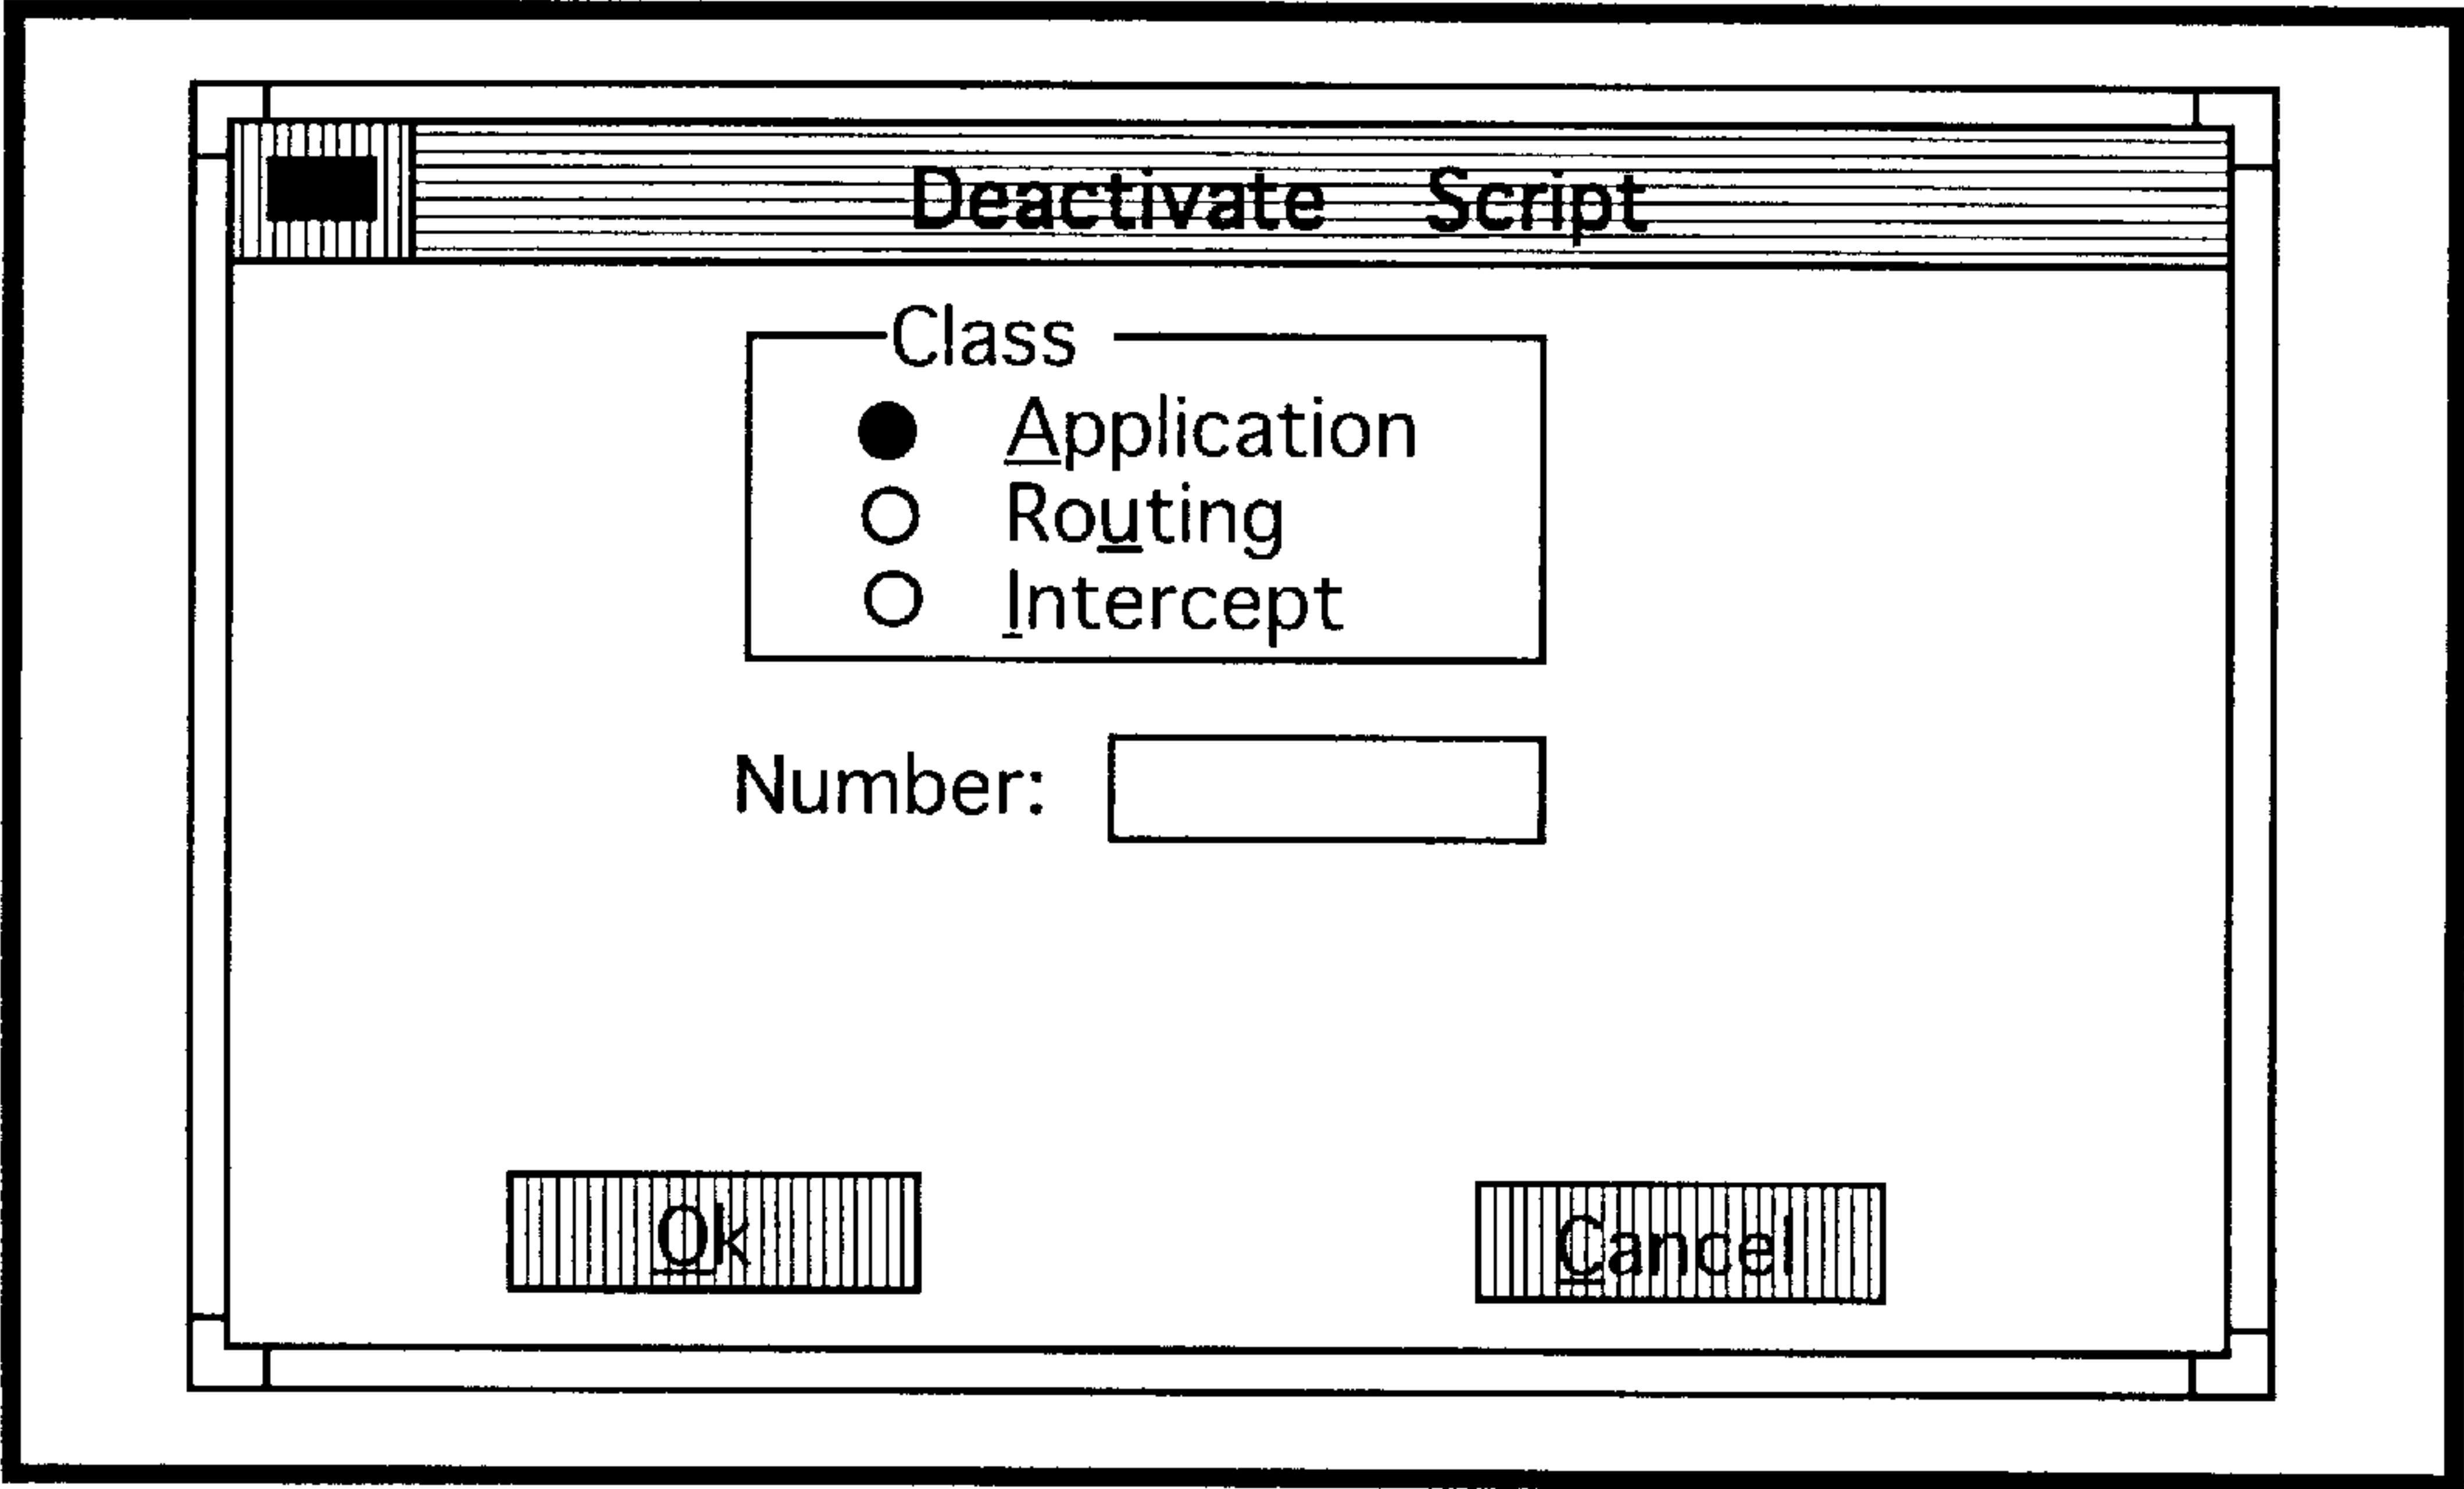 Deactivate Script
Class
Application
Routing
Intercept
Number:
Ok
Cancel